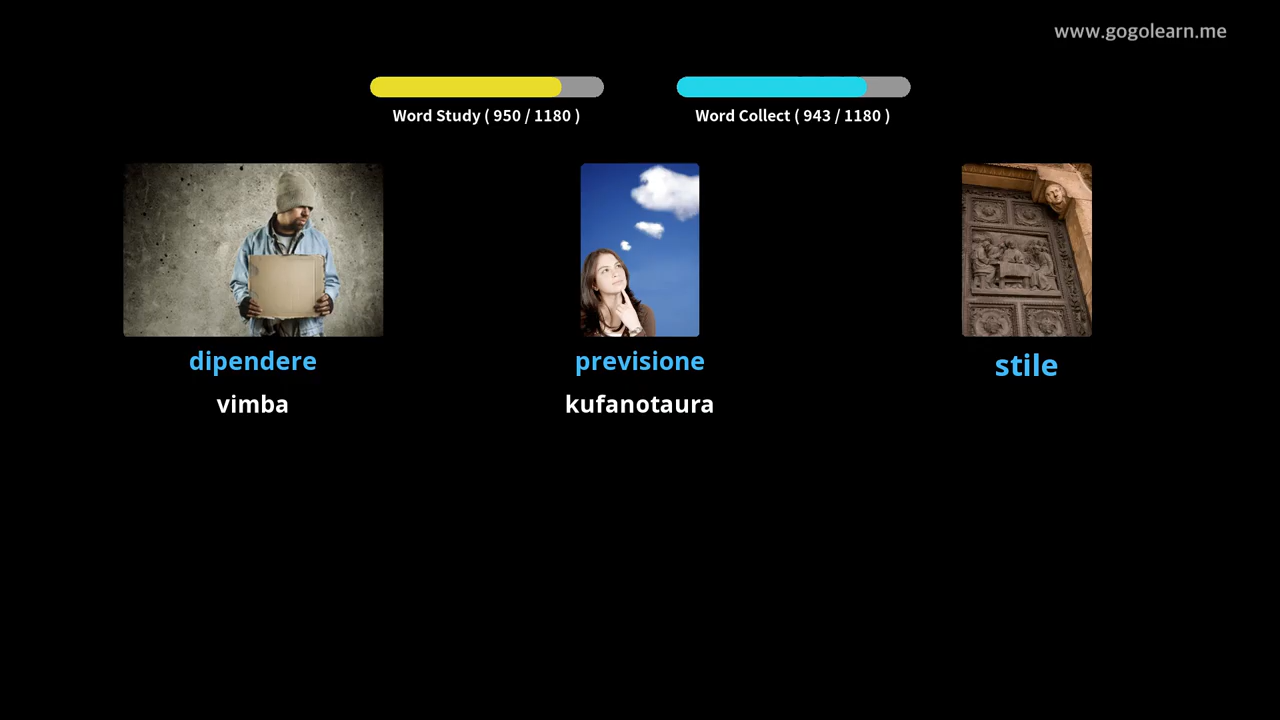 www.gogolearn.me
Word Study ( 950 / 1180 )
Word Collect ( 943 / 1180 )
dipendere
previsione
stile
vimba
kufanotaura